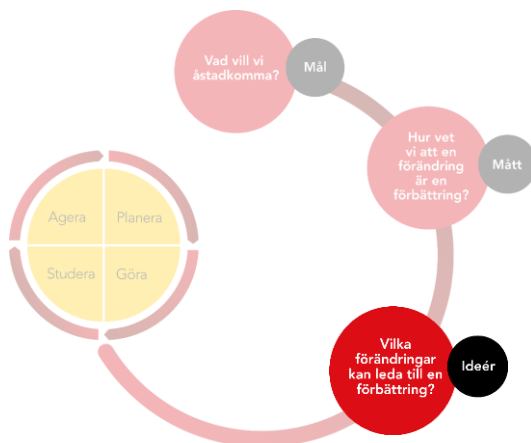 Vad vill vi
åstadkomma?
Mål
Hur vet
vi att en
förändring
är en
förbättring?
Mått
Agera
Planera
Studera
Göra
Vilka
förändringar
kan leda till en
förbättring?
Ideér